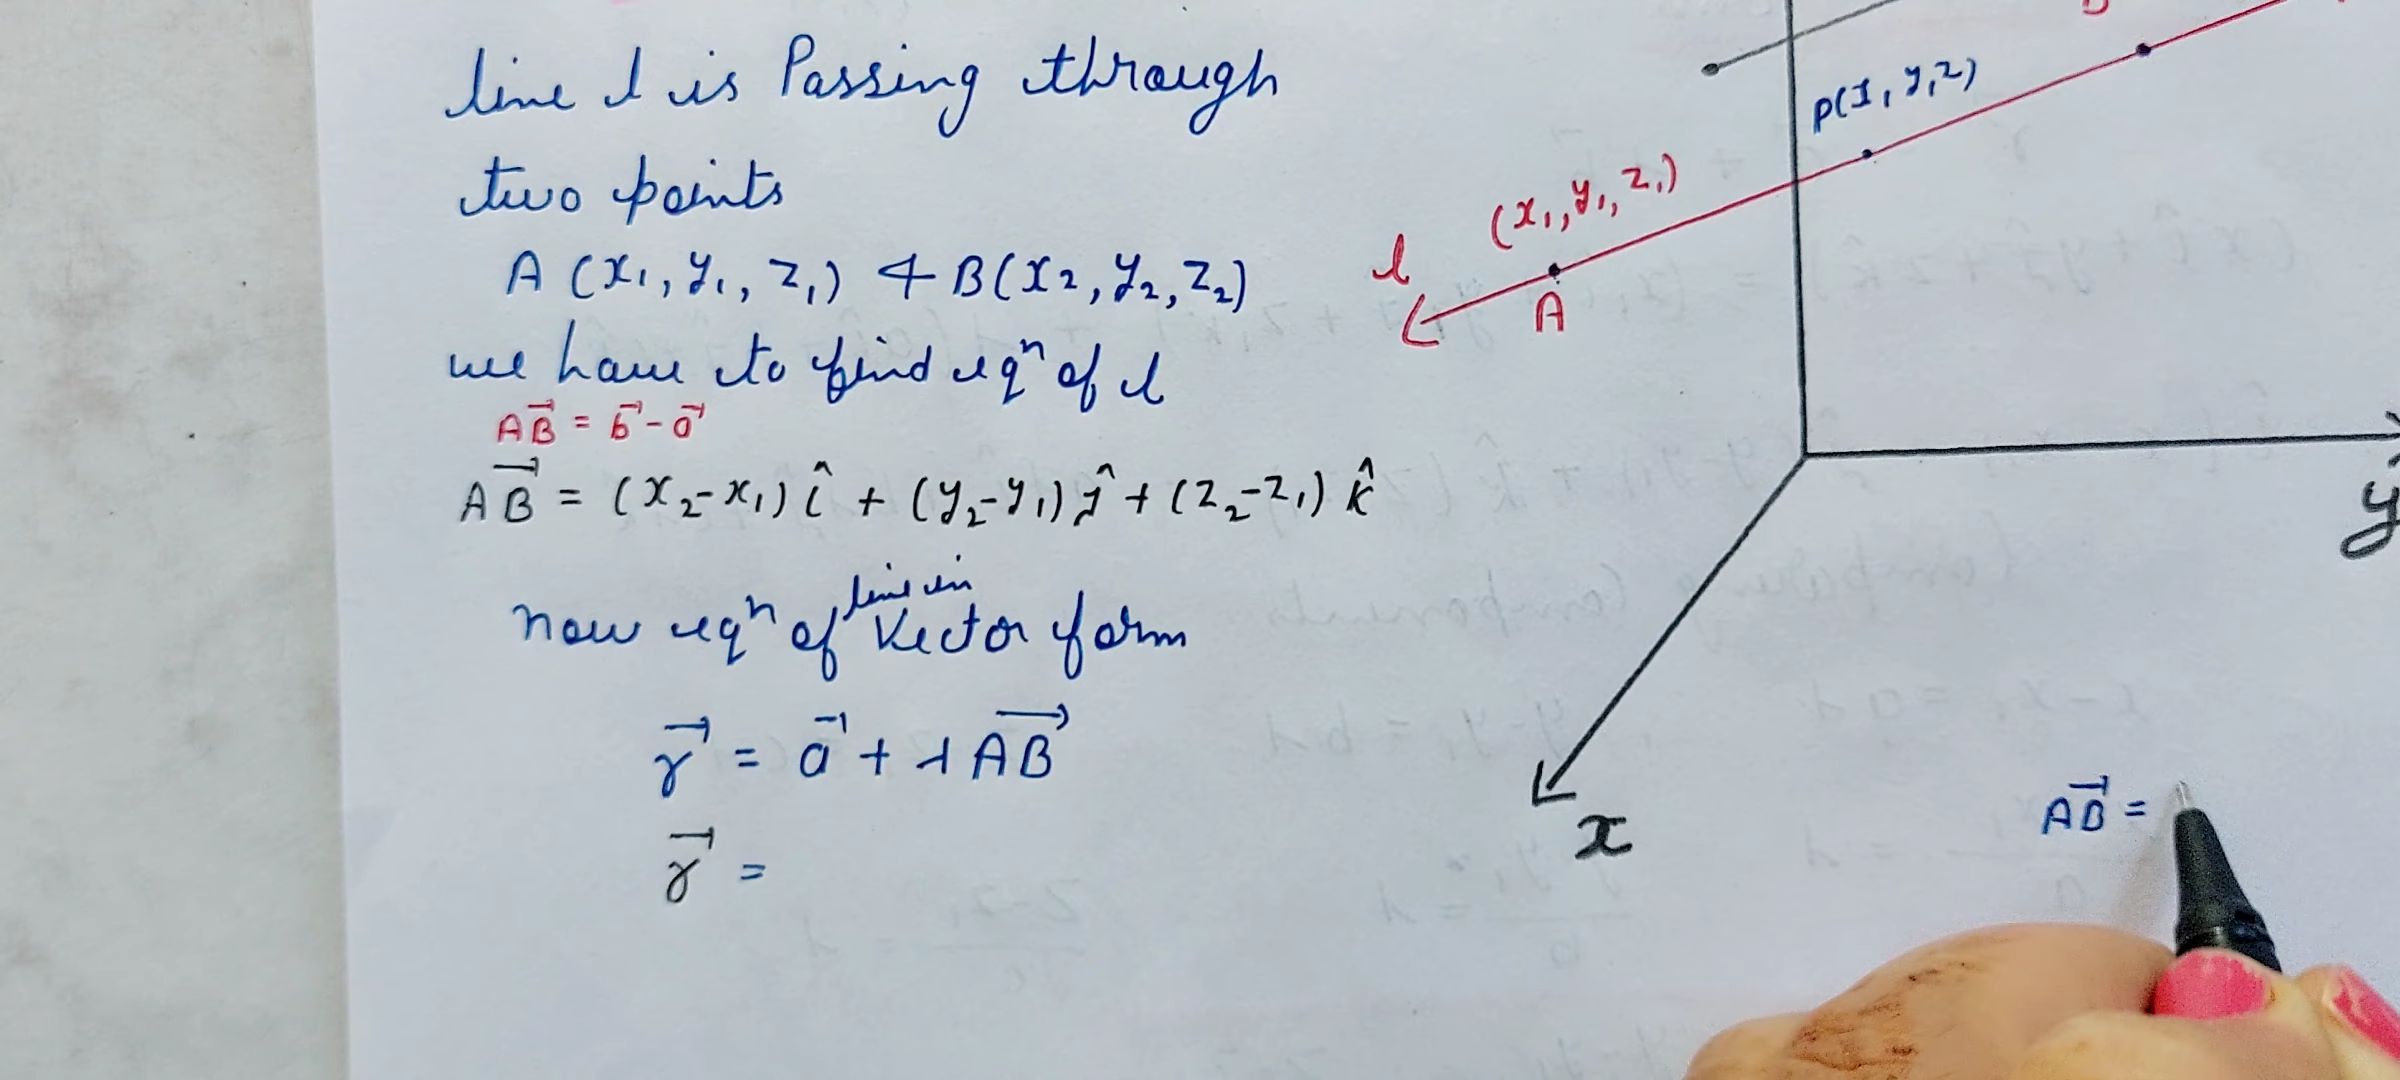 line l is Passing through
two points
A (x₁, y₁, z₁) & B(x₂, y₂, z₂)
we have to find eqⁿ of l
AB⃗ = b⃗ - a⃗
AB⃗ = (x₂-x₁) î + (y₂-y₁) ĵ + (z₂-z₁) k̂
now eqⁿ of line in Vector form
r⃗ = a⃗ + λ AB⃗
r⃗ =
P(x, y, z)
(x₁, y₁, z₁)
l
A
y
x
AB⃗ =